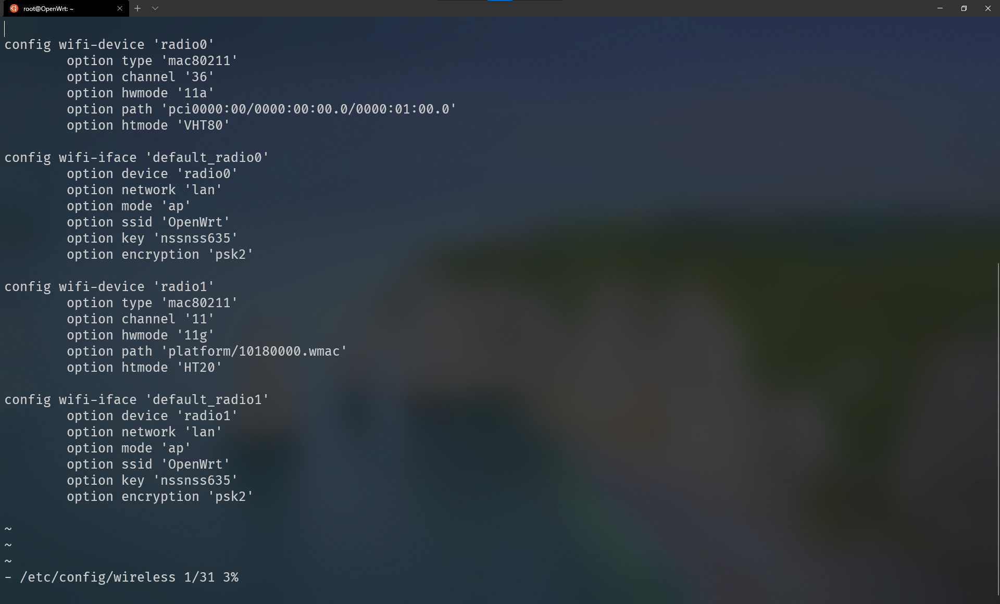 root@OpenWrt: ~
config wifi-device 'radio0'
        option type 'mac80211'
        option channel '36'
        option hwmode '11a'
        option path 'pci0000:00/0000:00:00.0/0000:01:00.0'
        option htmode 'VHT80'

config wifi-iface 'default_radio0'
        option device 'radio0'
        option network 'lan'
        option mode 'ap'
        option ssid 'OpenWrt'
        option key 'nssnss635'
        option encryption 'psk2'

config wifi-device 'radio1'
        option type 'mac80211'
        option channel '11'
        option hwmode '11g'
        option path 'platform/10180000.wmac'
        option htmode 'HT20'

config wifi-iface 'default_radio1'
        option device 'radio1'
        option network 'lan'
        option mode 'ap'
        option ssid 'OpenWrt'
        option key 'nssnss635'
        option encryption 'psk2'

~
~
~
- /etc/config/wireless 1/31 3%